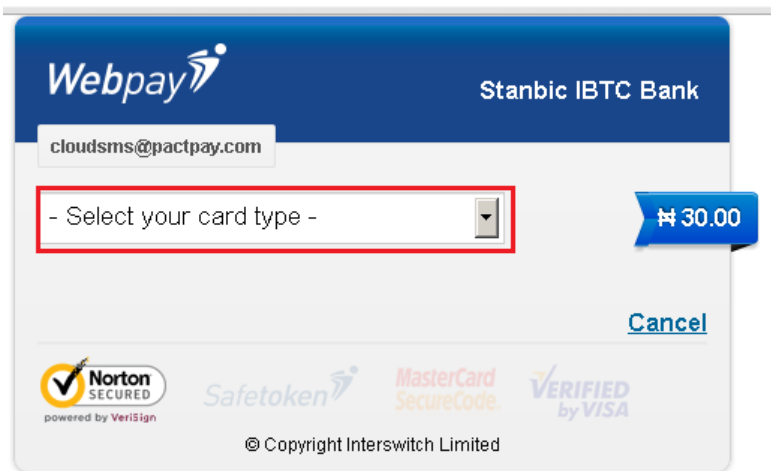 Webpay
Stanbic IBTC Bank
cloudsms@pactpay.com
- Select your card type -
₦ 30.00
Cancel
Norton
SECURED
powered by VeriSign
Safetoken
MasterCard
SecureCode.
VERIFIED
by VISA
© Copyright Interswitch Limited